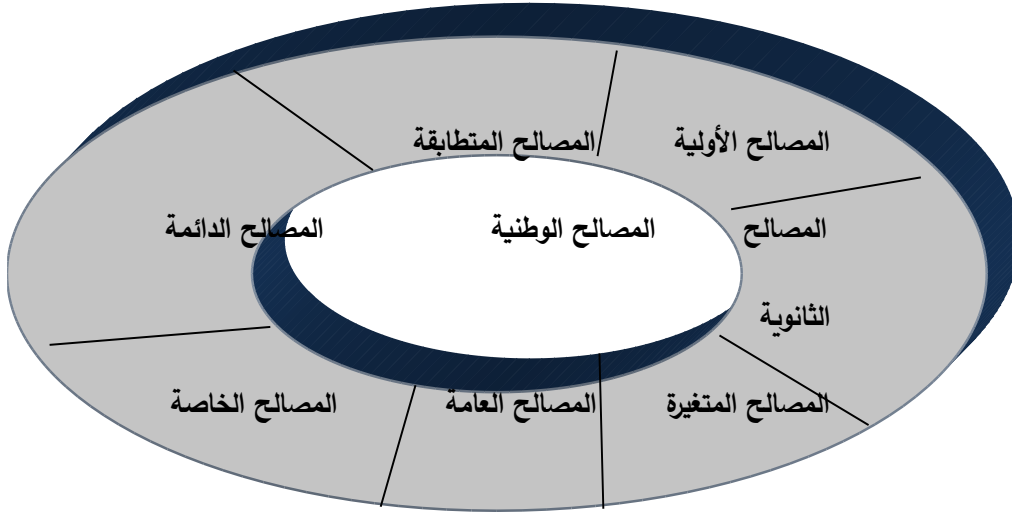 المصالح الأولية
المصالح المتطابقة
المصالح
المصالح الوطنية
المصالح الدائمة
الثانوية
المصالح المتغيرة
المصالح العامة
المصالح الخاصة